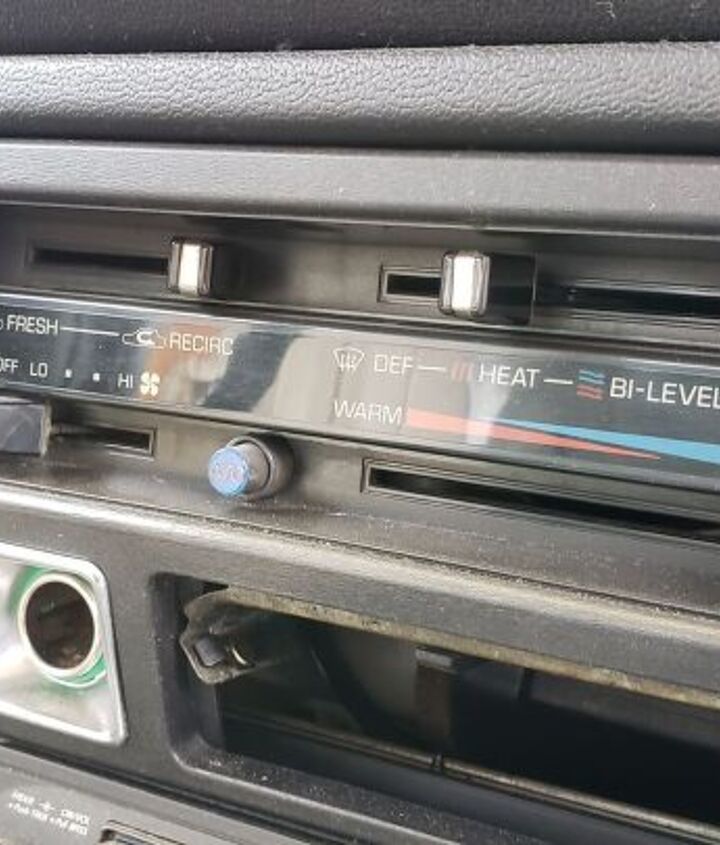 FRESH RECIRC
DEF HEAT BI-LEVEL
OFF LO HI
WARM
A/C